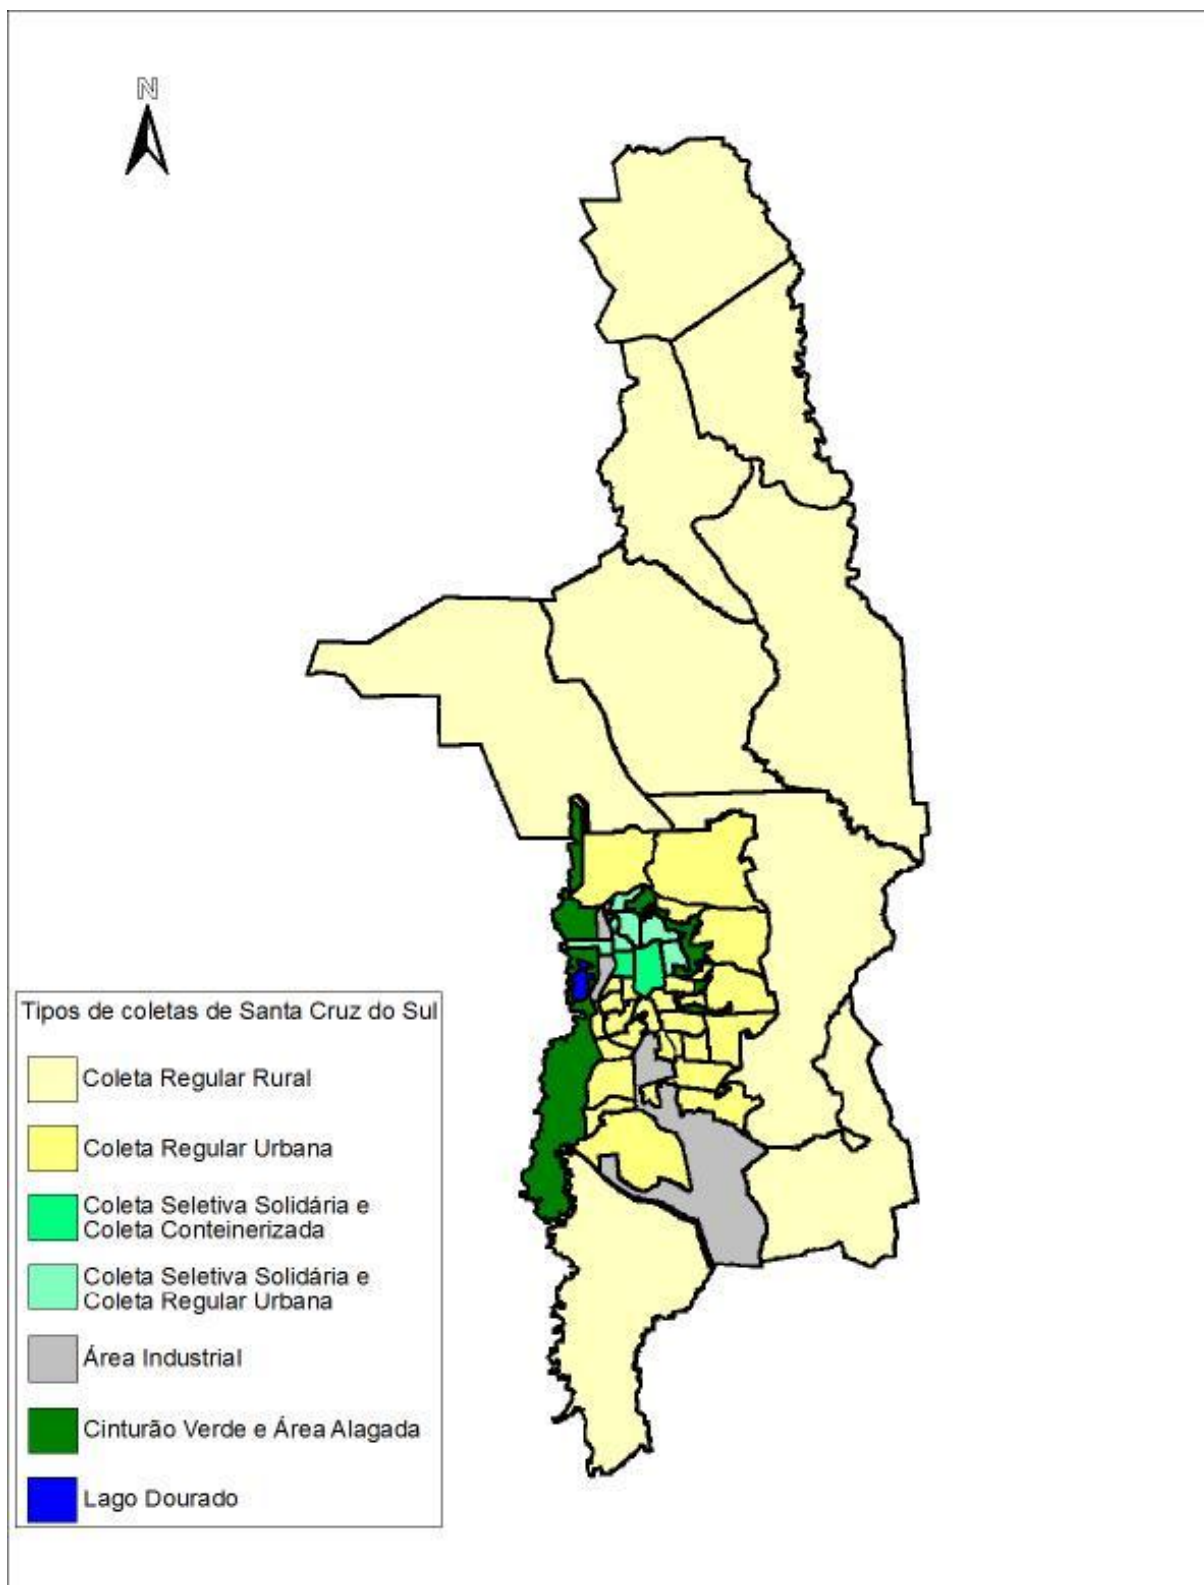 N
Tipos de coletas de Santa Cruz do Sul
Coleta Regular Rural
Coleta Regular Urbana
Coleta Seletiva Solidária e
Coleta Conteinerizada
Coleta Seletiva Solidária e
Coleta Regular Urbana
Área Industrial
Cinturão Verde e Área Alagada
Lago Dourado